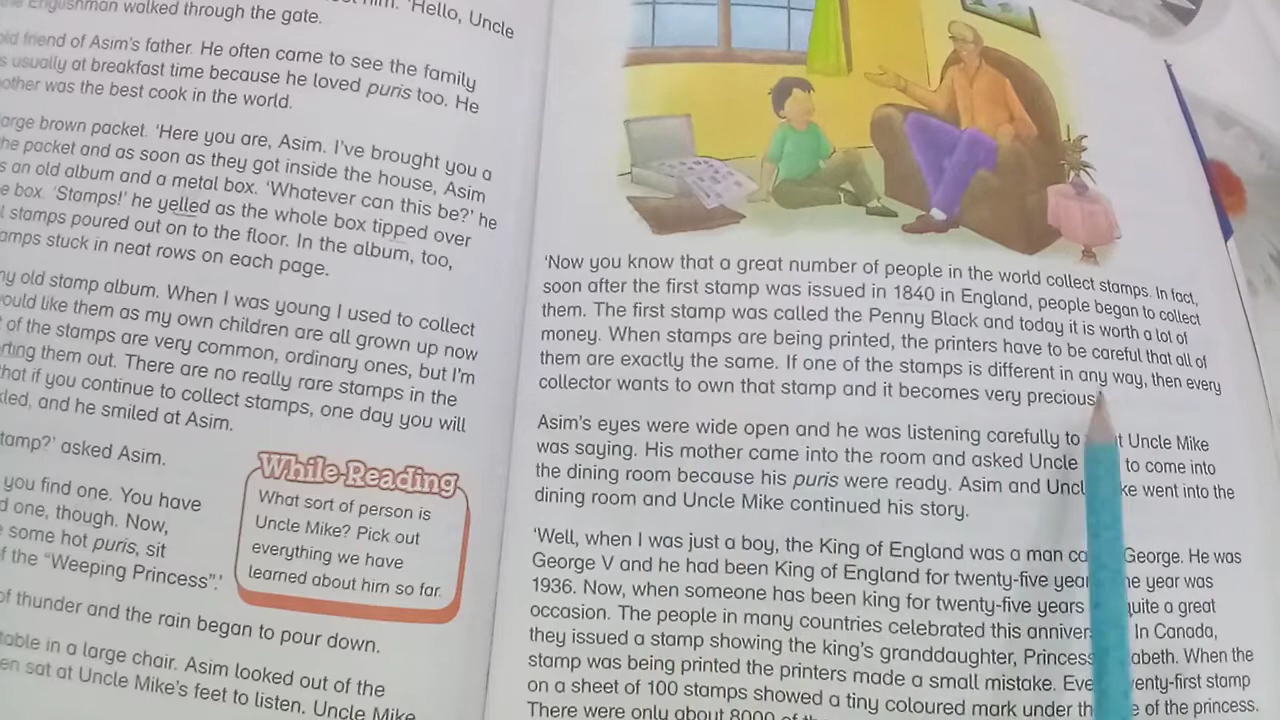 Englishman walked through the gate. 'Hello, Uncle
old friend of Asim's father. He often came to see the family
usually at breakfast time because he loved puris too. He
other was the best cook in the world.
large brown packet. 'Here you are, Asim. I've brought you a
the packet and as soon as they got inside the house, Asim
s an old album and a metal box. 'Whatever can this be?' he
e box. 'Stamps!' he yelled as the whole box tipped over
stamps poured out on to the floor. In the album, too,
amps stuck in neat rows on each page.
my old stamp album. When I was young I used to collect
would like them as my own children are all grown up now
of the stamps are very common, ordinary ones, but I'm
rting them out. There are no really rare stamps in the
that if you continue to collect stamps, one day you will
kled, and he smiled at Asim.
tamp?' asked Asim.
you find one. You have
d one, though. Now,
some hot puris, sit
f the "Weeping Princess".'
of thunder and the rain began to pour down.
table in a large chair. Asim looked out of the
en sat at Uncle Mike's feet to listen. Uncle Mike
While Reading
What sort of person is
Uncle Mike? Pick out
everything we have
learned about him so far.
'Now you know that a great number of people in the world collect stamps. In fact,
soon after the first stamp was issued in 1840 in England, people began to collect
them. The first stamp was called the Penny Black and today it is worth a lot of
money. When stamps are being printed, the printers have to be careful that all of
them are exactly the same. If one of the stamps is different in any way, then every
collector wants to own that stamp and it becomes very precious.
Asim's eyes were wide open and he was listening carefully to t Uncle Mike
was saying. His mother came into the room and asked Uncle to come into
the dining room because his puris were ready. Asim and Uncl ke went into the
dining room and Uncle Mike continued his story.
'Well, when I was just a boy, the King of England was a man ca George. He was
George V and he had been King of England for twenty-five year he year was
1936. Now, when someone has been king for twenty-five years quite a great
occasion. The people in many countries celebrated this anniver In Canada,
they issued a stamp showing the king's granddaughter, Princess abeth. When the
stamp was being printed the printers made a small mistake. Eve wenty-first stamp
on a sheet of 100 stamps showed a tiny coloured mark under th e of the princess.
There were only about 8000 of